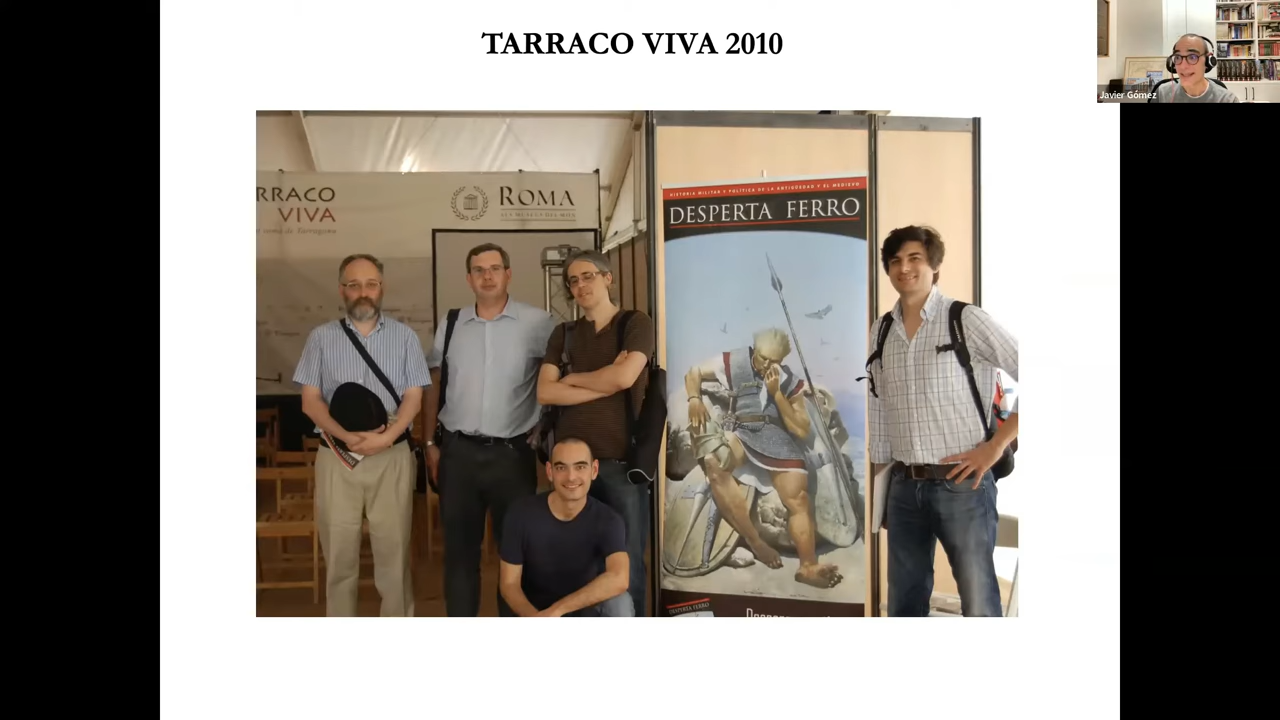 TARRACO VIVA 2010
Javier Gómez
RRACO
VIVA
ROMA
HISTORIA MILITAR Y POLÍTICA DE LA ANTIGÜEDAD Y EL MEDIEVO
DESPERTA FERRO
DESPERTA FERRO